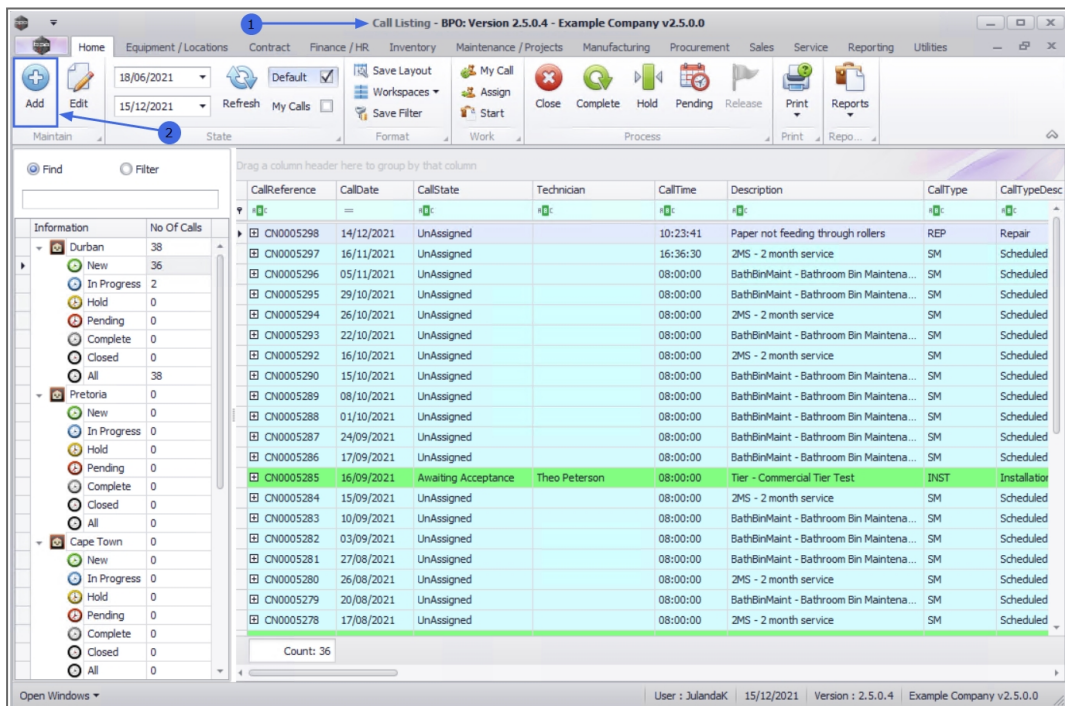 1
Call Listing - BPO: Version 2.5.0.4 - Example Company v2.5.0.0
Home Equipment / Locations Contract Finance / HR Inventory Maintenance / Projects Manufacturing Procurement Sales Service Reporting Utilities
Add Edit 18/06/2021 15/12/2021 Refresh Default My Calls Save Layout Workspaces Save Filter My Call Assign Start Close Complete Hold Pending Release Print Reports
2
Maintain State Format Work Process Print Repo...
Find Filter
Drag a column header here to group by that column
CallReference CallDate CallState Technician CallTime Description CallType CallTypeDesc
Information No Of Calls
Durban 38
New 36
In Progress 2
Hold 0
Pending 0
Complete 0
Closed 0
All 38
Pretoria 0
New 0
In Progress 0
Hold 0
Pending 0
Complete 0
Closed 0
All 0
Cape Town 0
New 0
In Progress 0
Hold 0
Pending 0
Complete 0
Closed 0
All 0
CN0005298 14/12/2021 UnAssigned 10:23:41 Paper not feeding through rollers REP Repair
CN0005297 16/11/2021 UnAssigned 16:36:30 2MS - 2 month service SM Scheduled
CN0005296 05/11/2021 UnAssigned 08:00:00 BathBinMaint - Bathroom Bin Maintena... SM Scheduled
CN0005295 29/10/2021 UnAssigned 08:00:00 BathBinMaint - Bathroom Bin Maintena... SM Scheduled
CN0005294 26/10/2021 UnAssigned 08:00:00 2MS - 2 month service SM Scheduled
CN0005293 22/10/2021 UnAssigned 08:00:00 BathBinMaint - Bathroom Bin Maintena... SM Scheduled
CN0005292 16/10/2021 UnAssigned 08:00:00 2MS - 2 month service SM Scheduled
CN0005290 15/10/2021 UnAssigned 08:00:00 BathBinMaint - Bathroom Bin Maintena... SM Scheduled
CN0005289 08/10/2021 UnAssigned 08:00:00 BathBinMaint - Bathroom Bin Maintena... SM Scheduled
CN0005288 01/10/2021 UnAssigned 08:00:00 BathBinMaint - Bathroom Bin Maintena... SM Scheduled
CN0005287 24/09/2021 UnAssigned 08:00:00 BathBinMaint - Bathroom Bin Maintena... SM Scheduled
CN0005286 17/09/2021 UnAssigned 08:00:00 BathBinMaint - Bathroom Bin Maintena... SM Scheduled
CN0005285 16/09/2021 Awaiting Acceptance Theo Peterson 08:00:00 Tier - Commercial Tier Test INST Installation
CN0005284 15/09/2021 UnAssigned 08:00:00 2MS - 2 month service SM Scheduled
CN0005283 10/09/2021 UnAssigned 08:00:00 BathBinMaint - Bathroom Bin Maintena... SM Scheduled
CN0005282 03/09/2021 UnAssigned 08:00:00 BathBinMaint - Bathroom Bin Maintena... SM Scheduled
CN0005281 27/08/2021 UnAssigned 08:00:00 BathBinMaint - Bathroom Bin Maintena... SM Scheduled
CN0005280 26/08/2021 UnAssigned 08:00:00 2MS - 2 month service SM Scheduled
CN0005279 20/08/2021 UnAssigned 08:00:00 BathBinMaint - Bathroom Bin Maintena... SM Scheduled
CN0005278 17/08/2021 UnAssigned 08:00:00 2MS - 2 month service SM Scheduled
Count: 36
Open Windows User : JulandaK 15/12/2021 Version : 2.5.0.4 Example Company v2.5.0.0